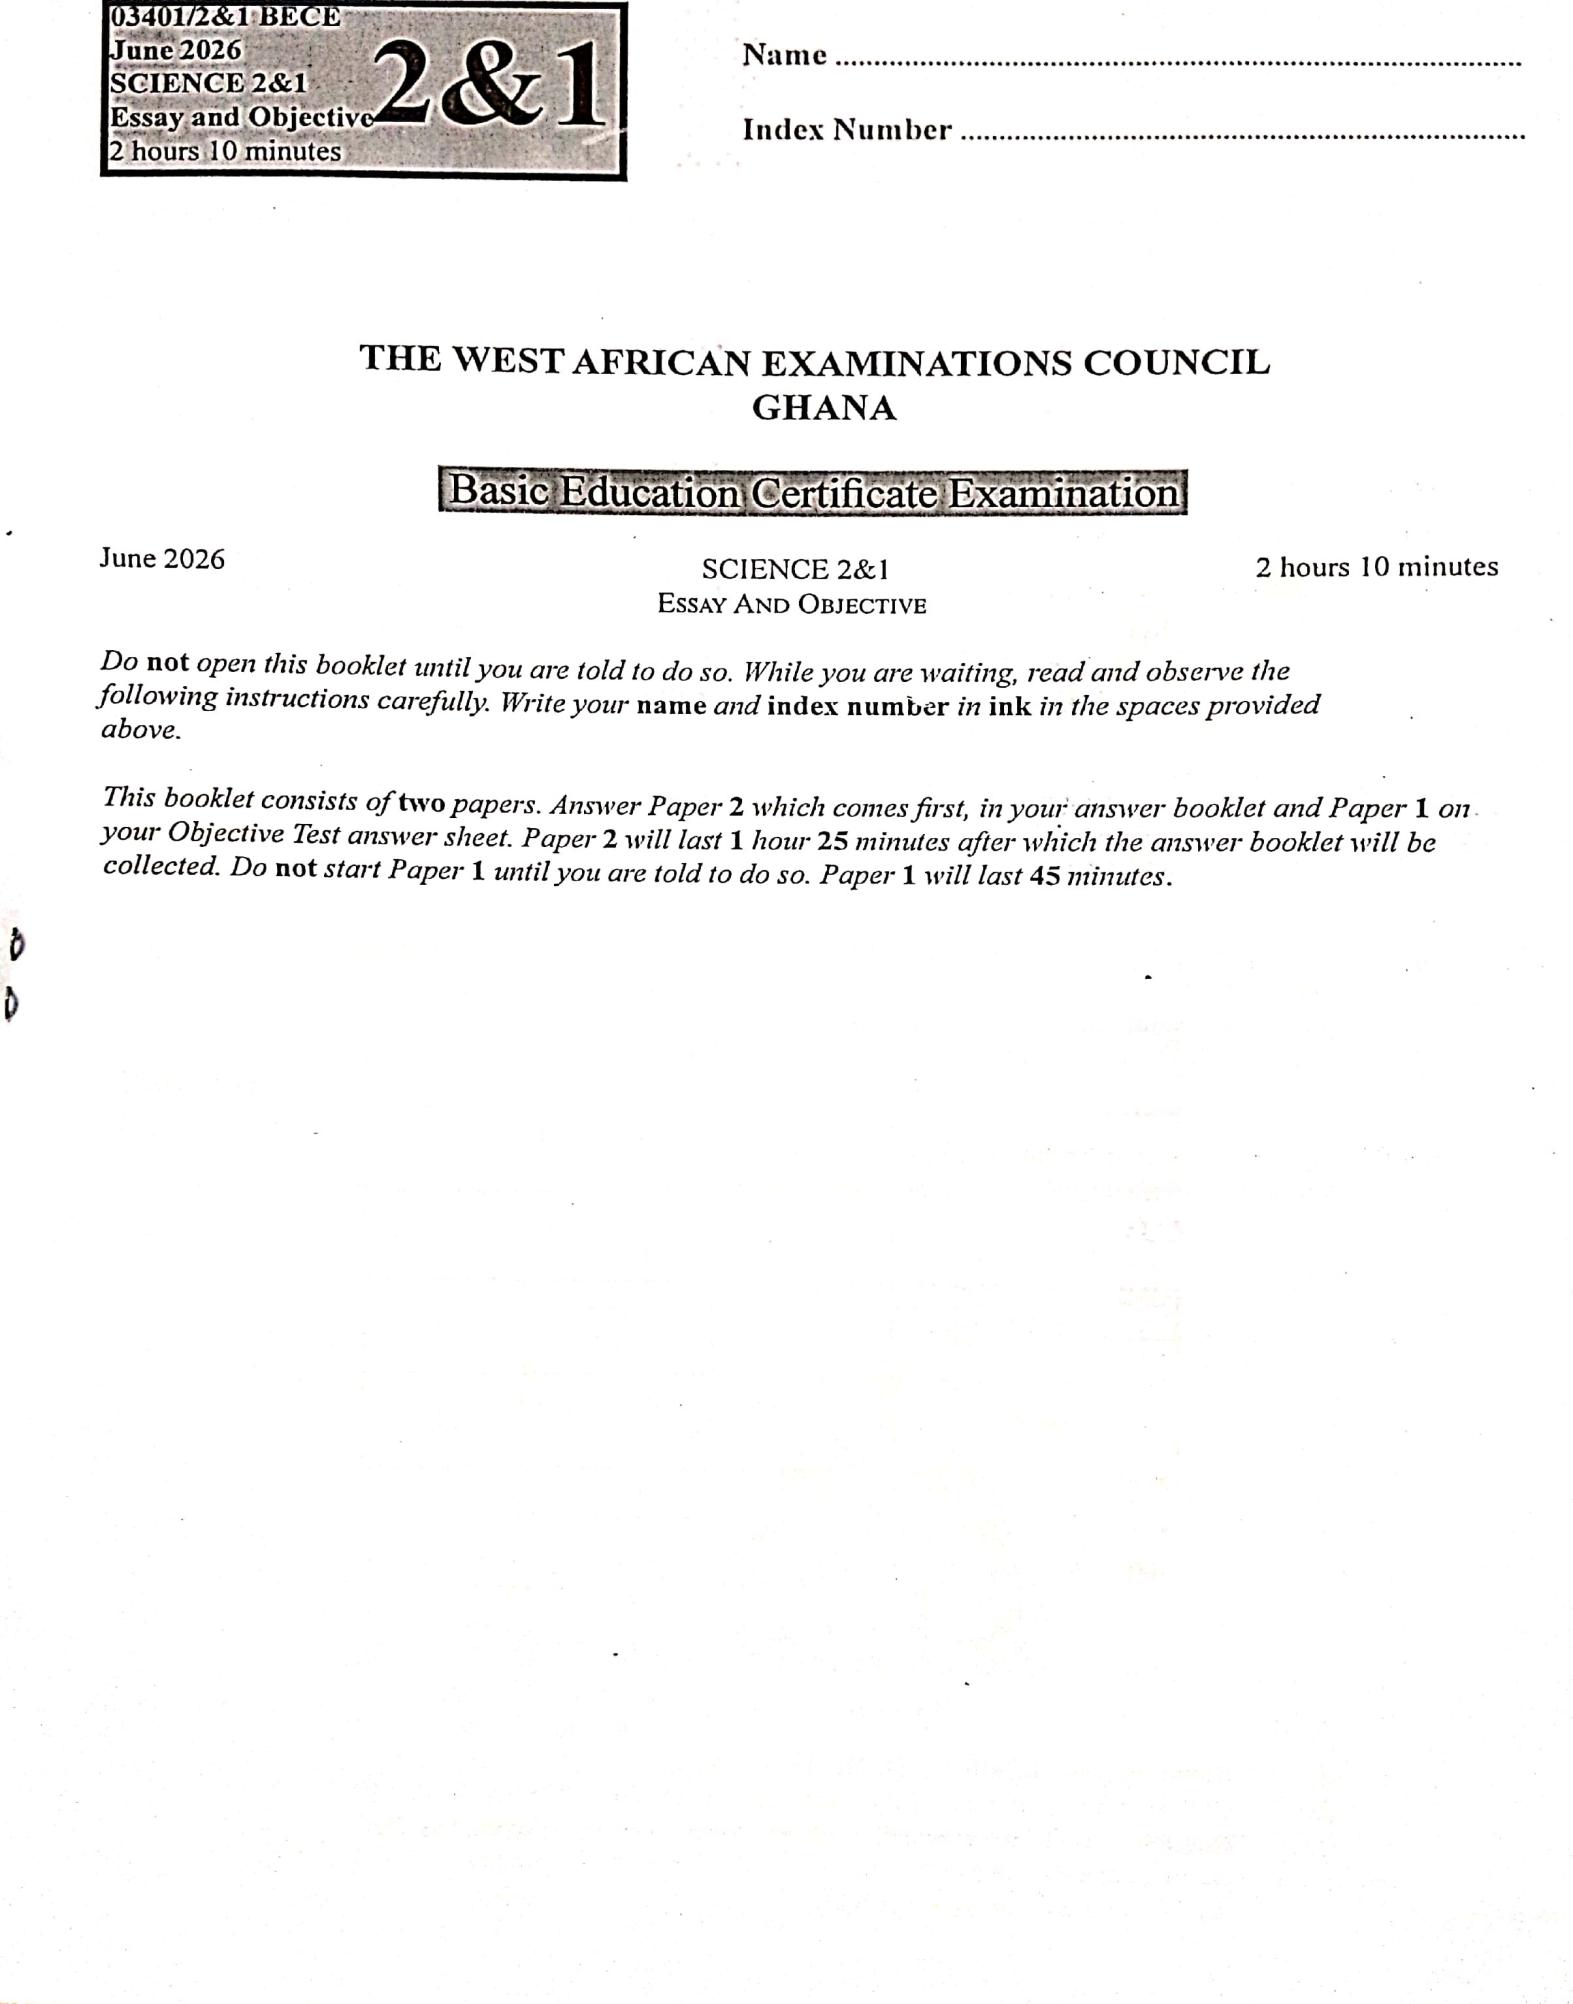 03401/2&1 BECE
June 2026
SCIENCE 2&1
Essay and Objective
2 hours 10 minutes
2&1
Name
Index Number
THE WEST AFRICAN EXAMINATIONS COUNCIL
GHANA
Basic Education Certificate Examination
June 2026
SCIENCE 2&1
ESSAY AND OBJECTIVE
2 hours 10 minutes
Do not open this booklet until you are told to do so. While you are waiting, read and observe the
following instructions carefully. Write your name and index number in ink in the spaces provided
above.
This booklet consists of two papers. Answer Paper 2 which comes first, in your answer booklet and Paper 1 on
your Objective Test answer sheet. Paper 2 will last 1 hour 25 minutes after which the answer booklet will be
collected. Do not start Paper 1 until you are told to do so. Paper 1 will last 45 minutes.